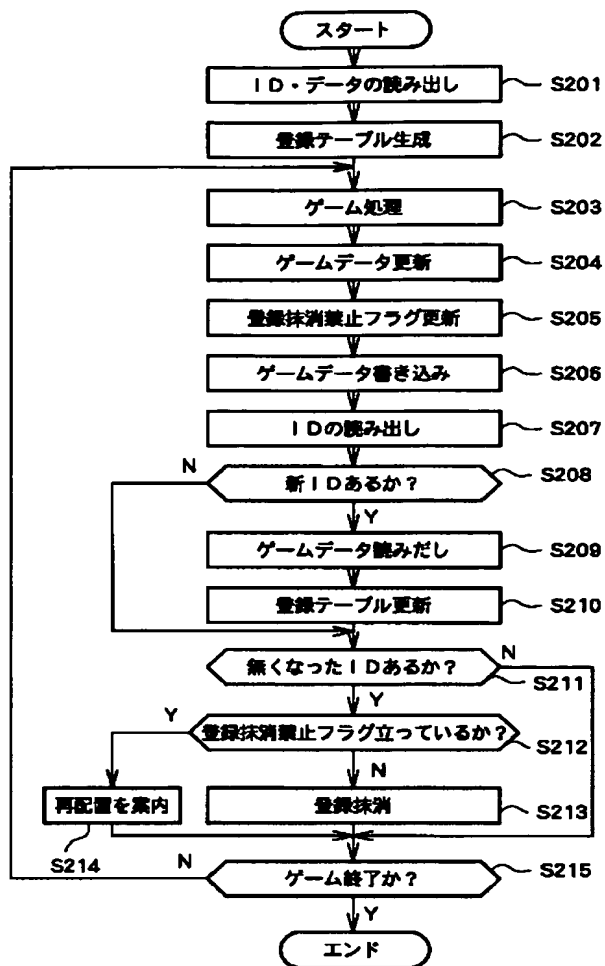 スタート
ID・データの読み出し
S201
登録テーブル生成
S202
ゲーム処理
S203
ゲームデータ更新
S204
登録抹消禁止フラグ更新
S205
ゲームデータ書き込み
S206
IDの読み出し
S207
N
新IDあるか?
S208
Y
ゲームデータ読みだし
S209
登録テーブル更新
S210
無くなったIDあるか?
N
S211
Y
Y
登録抹消禁止フラグ立っているか?
S212
N
再配置を案内
登録抹消
S213
S214
N
ゲーム終了か?
S215
Y
エンド